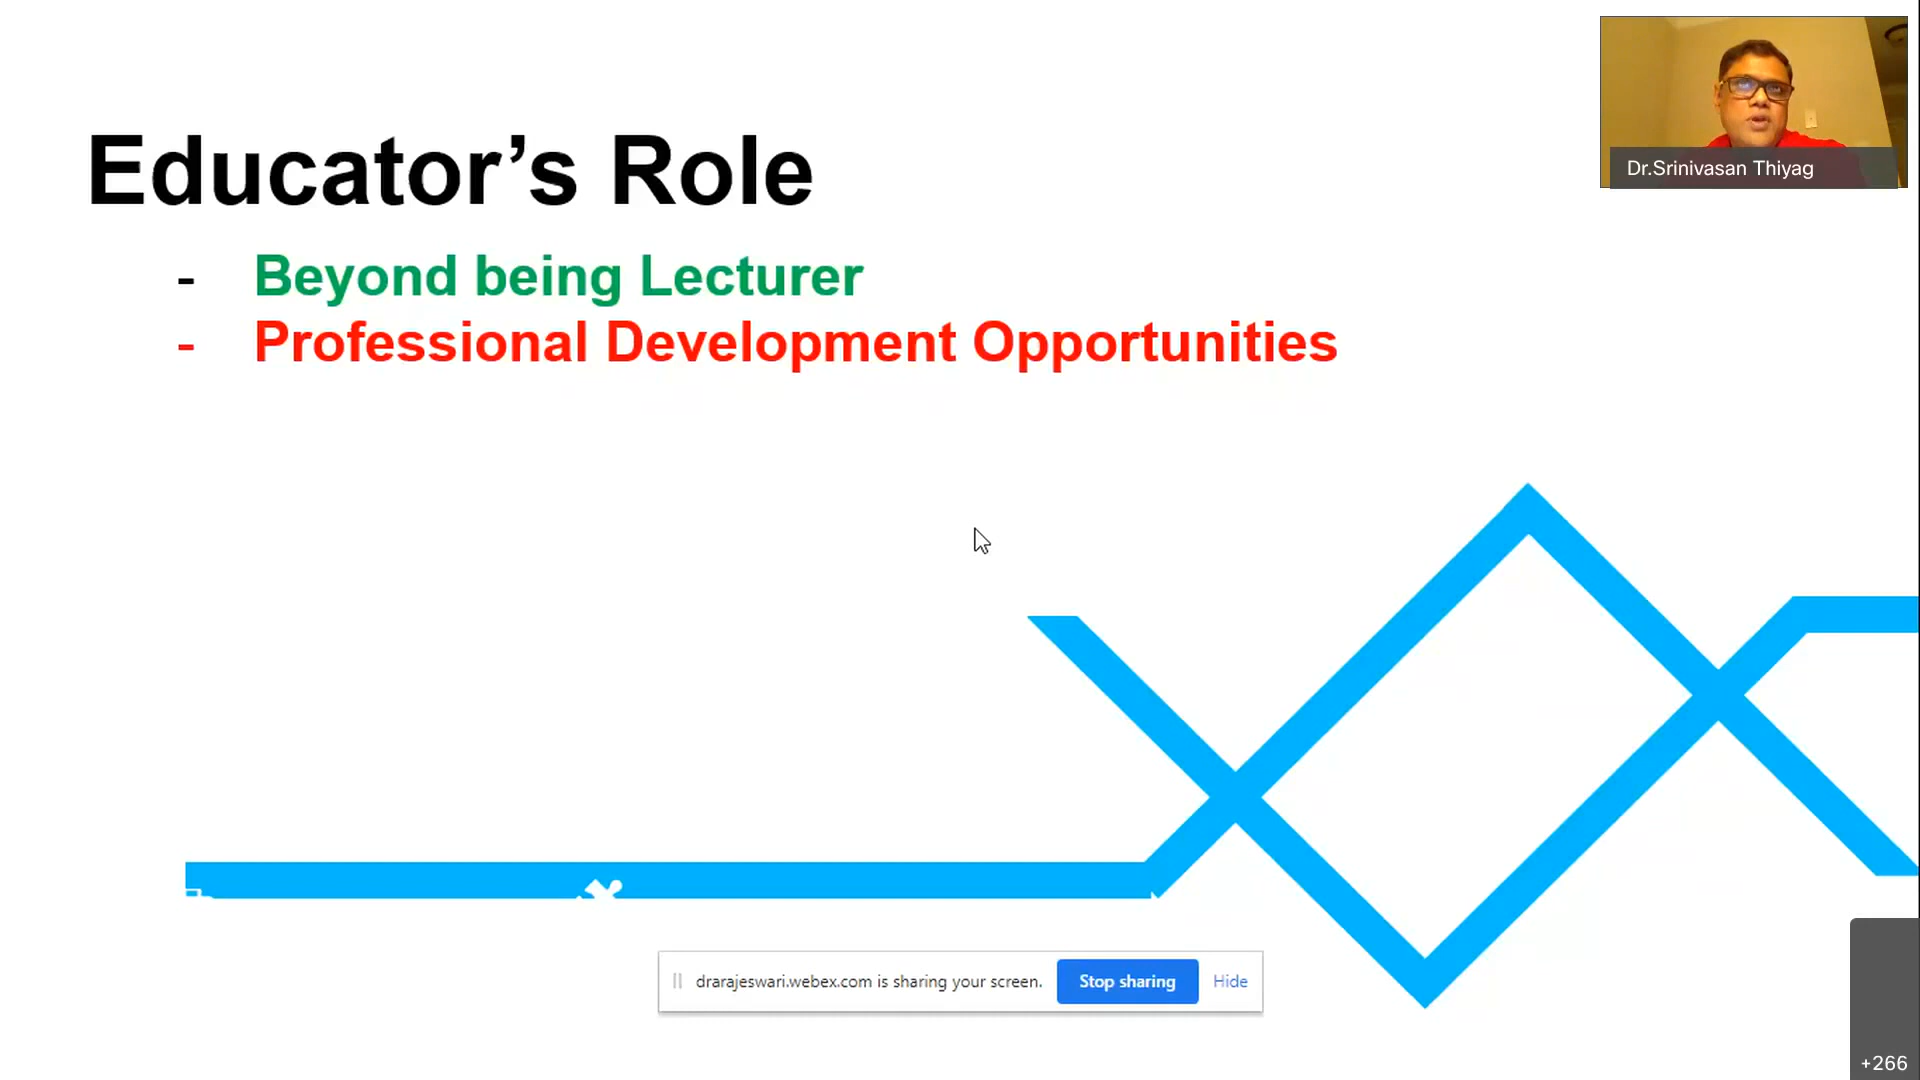 Dr.Srinivasan Thiyag
Educator’s Role
- Beyond being Lecturer
- Professional Development Opportunities
drarajeswari.webex.com is sharing your screen. Stop sharing Hide
+266